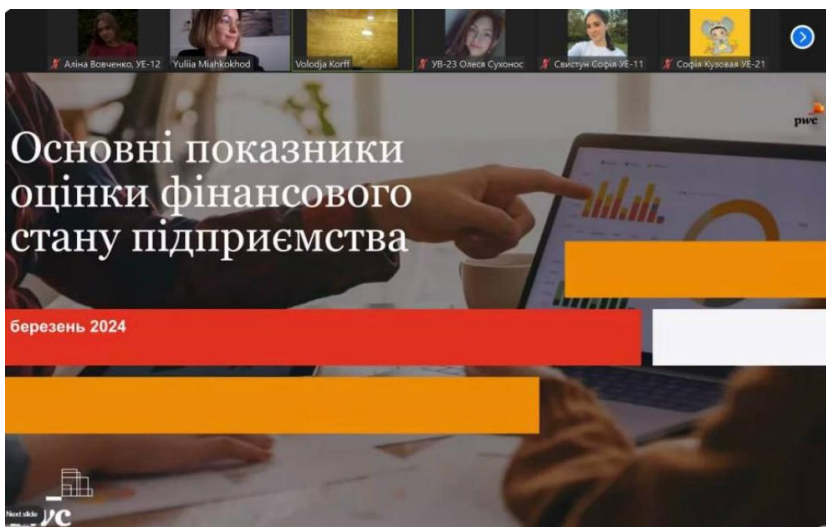 Аліна Вовченко, УЕ-12
Yuliia Miahkokhod
Volodja Korff
УВ-23 Олеся Сухонос
Свистун Софія УЕ-11
Софія Кузовая УЕ-21
pwc
Основні показники
оцінки фінансового
стану підприємства
березень 2024
Next slide